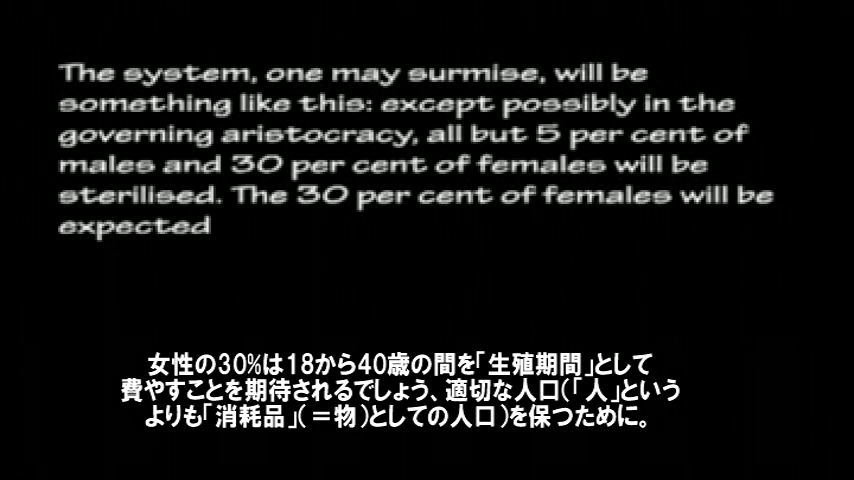 The system, one may surmise, will be
something like this: except possibly in the
governing aristocracy, all but 5 per cent of
males and 30 per cent of females will be
sterilised. The 30 per cent of females will be
expected
女性の30%は18から40歳の間を「生殖期間」として
費やすことを期待されるでしょう、適切な人口(「人」という
よりも「消耗品」(＝物)としての人口)を保つために。